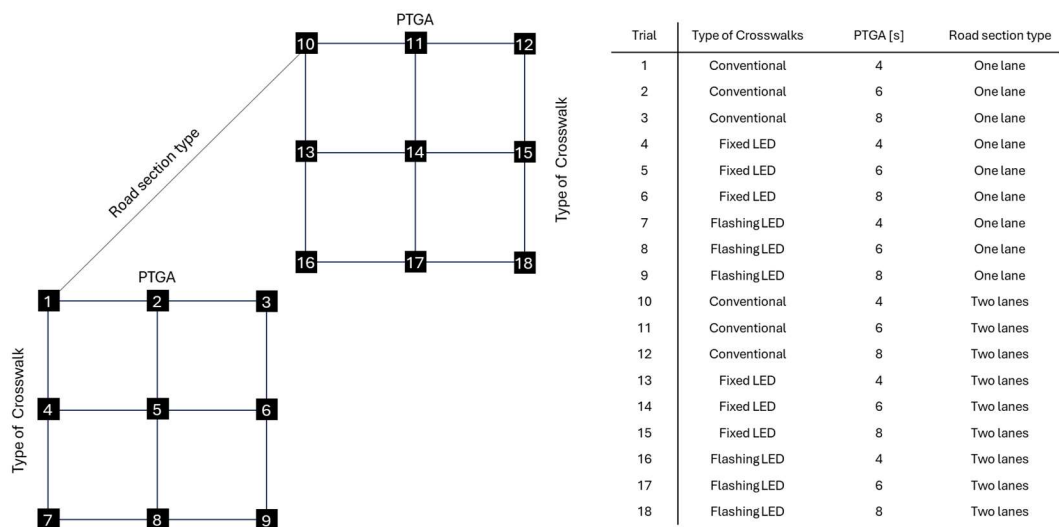 PTGA
10 11 12
Road section type
13 14 15
Type of Crosswalk
16 17 18
PTGA
1 2 3
Type of Crosswalk
4 5 6
7 8 9
Trial Type of Crosswalks PTGA [s] Road section type
1 Conventional 4 One lane
2 Conventional 6 One lane
3 Conventional 8 One lane
4 Fixed LED 4 One lane
5 Fixed LED 6 One lane
6 Fixed LED 8 One lane
7 Flashing LED 4 One lane
8 Flashing LED 6 One lane
9 Flashing LED 8 One lane
10 Conventional 4 Two lanes
11 Conventional 6 Two lanes
12 Conventional 8 Two lanes
13 Fixed LED 4 Two lanes
14 Fixed LED 6 Two lanes
15 Fixed LED 8 Two lanes
16 Flashing LED 4 Two lanes
17 Flashing LED 6 Two lanes
18 Flashing LED 8 Two lanes